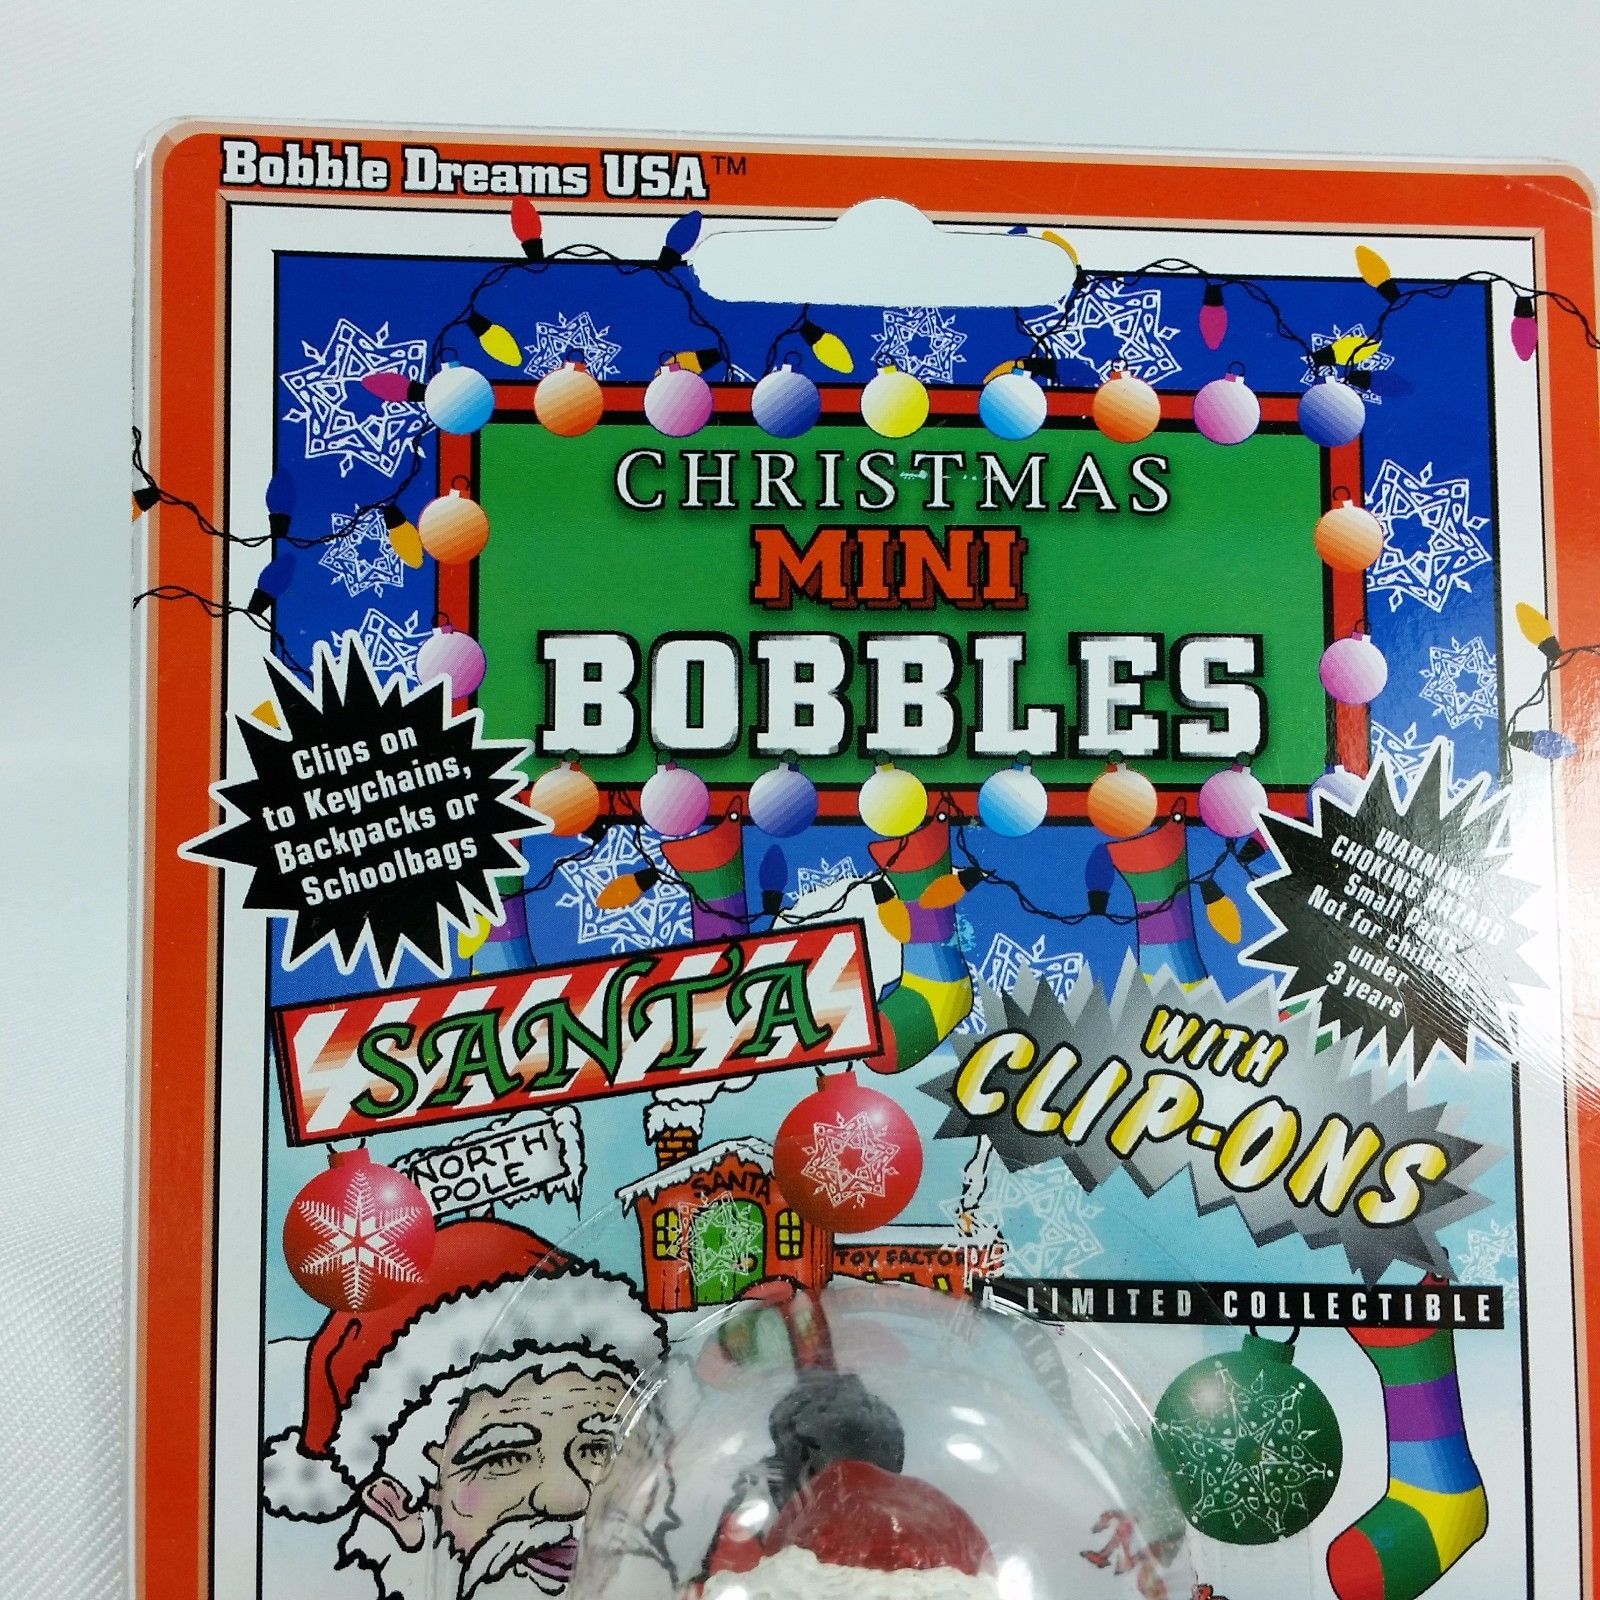 Bobble Dreams USA™
CHRISTMAS
MINI
BOBBLES
Clips on
to Keychains,
Backpacks or
Schoolbags
WARNING:
CHOKING HAZARD
Small parts
Not for children
under
3 years
SANTA
WITH
CLIP-ONS
NORTH
POLE
SANTA
TOY FACTORY
A LIMITED COLLECTIBLE